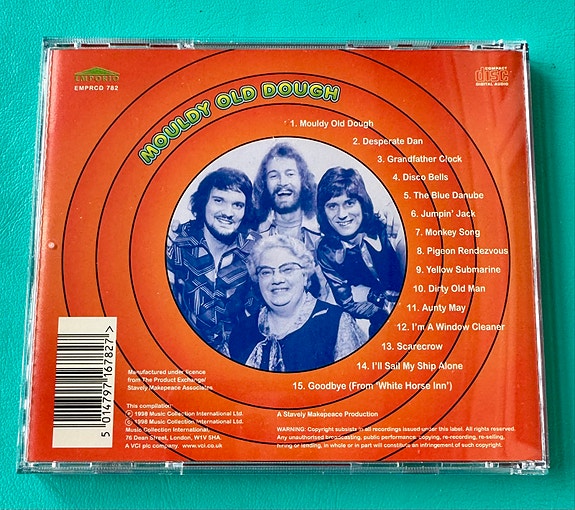 EMPORIO
EMPRCD 782
COMPACT
disc
DIGITAL AUDIO
MOULDY OLD DOUGH
1. Mouldy Old Dough
2. Desperate Dan
3. Grandfather Clock
4. Disco Bells
5. The Blue Danube
6. Jumpin' Jack
7. Monkey Song
8. Pigeon Rendezvous
9. Yellow Submarine
10. Dirty Old Man
11. Aunty May
12. I'm A Window Cleaner
13. Scarecrow
14. I'll Sail My Ship Alone
15. Goodbye (From 'White Horse Inn')
5 014797 167827 >
Manufactured under licence
from The Product Exchange/
Stavely Makepeace Associates
This compilation:
℗ 1998 Music Collection International Ltd.
© 1998 Music Collection International Ltd.
Music Collection International,
76 Dean Street, London, W1V 5HA.
A VCI plc company www.vci.co.uk
A Stavely Makepeace Production
WARNING: Copyright subsists in all recordings issued under this label. All rights reserved.
Any unauthorised broadcasting, public performance, copying, re-recording, re-selling,
hiring or lending, in whole or in part will constitute an infringement of such copyright.